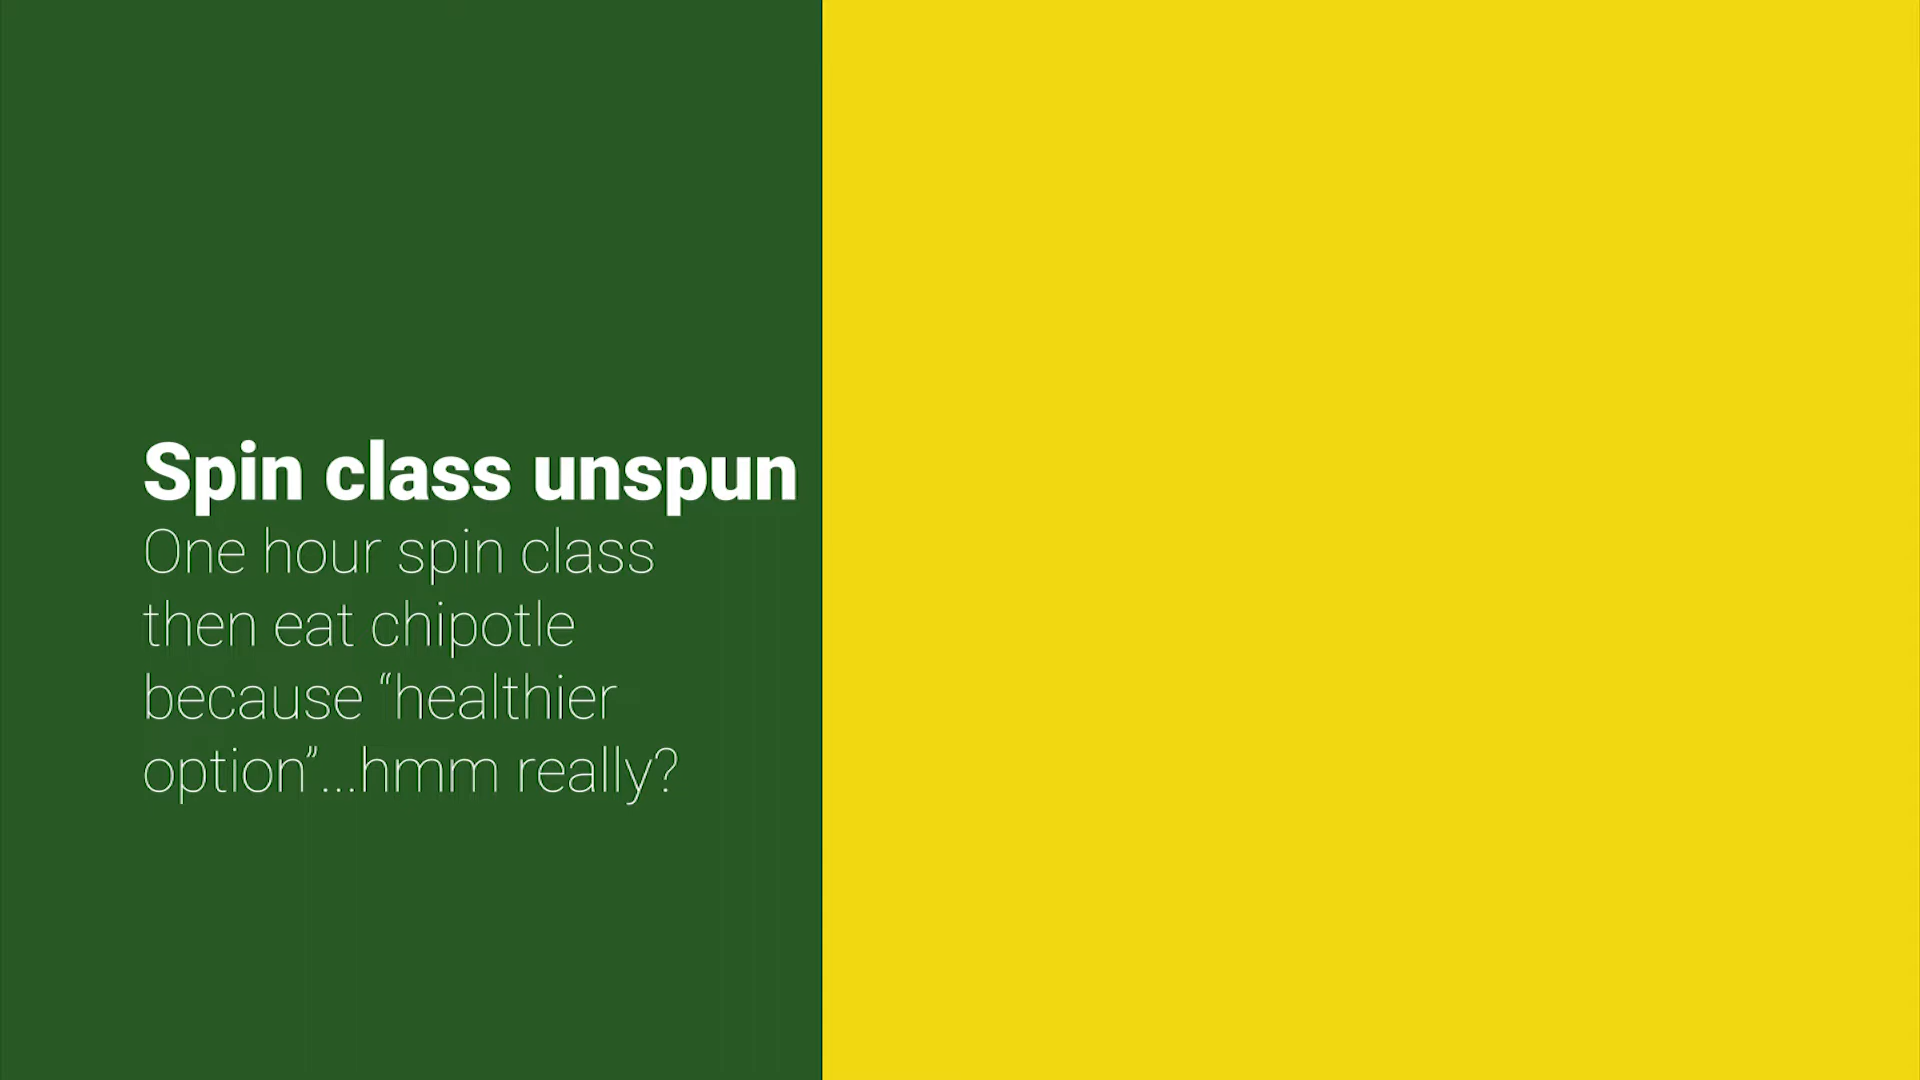 Spin class unspun
One hour spin class
then eat chipotle
because “healthier
option”...hmm really?